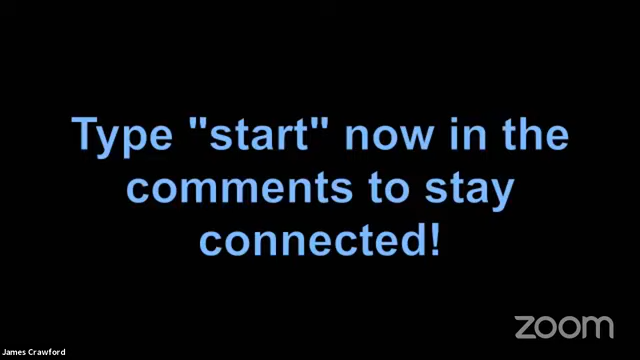 Type "start" now in the
comments to stay
connected!
zoom
James Crawford